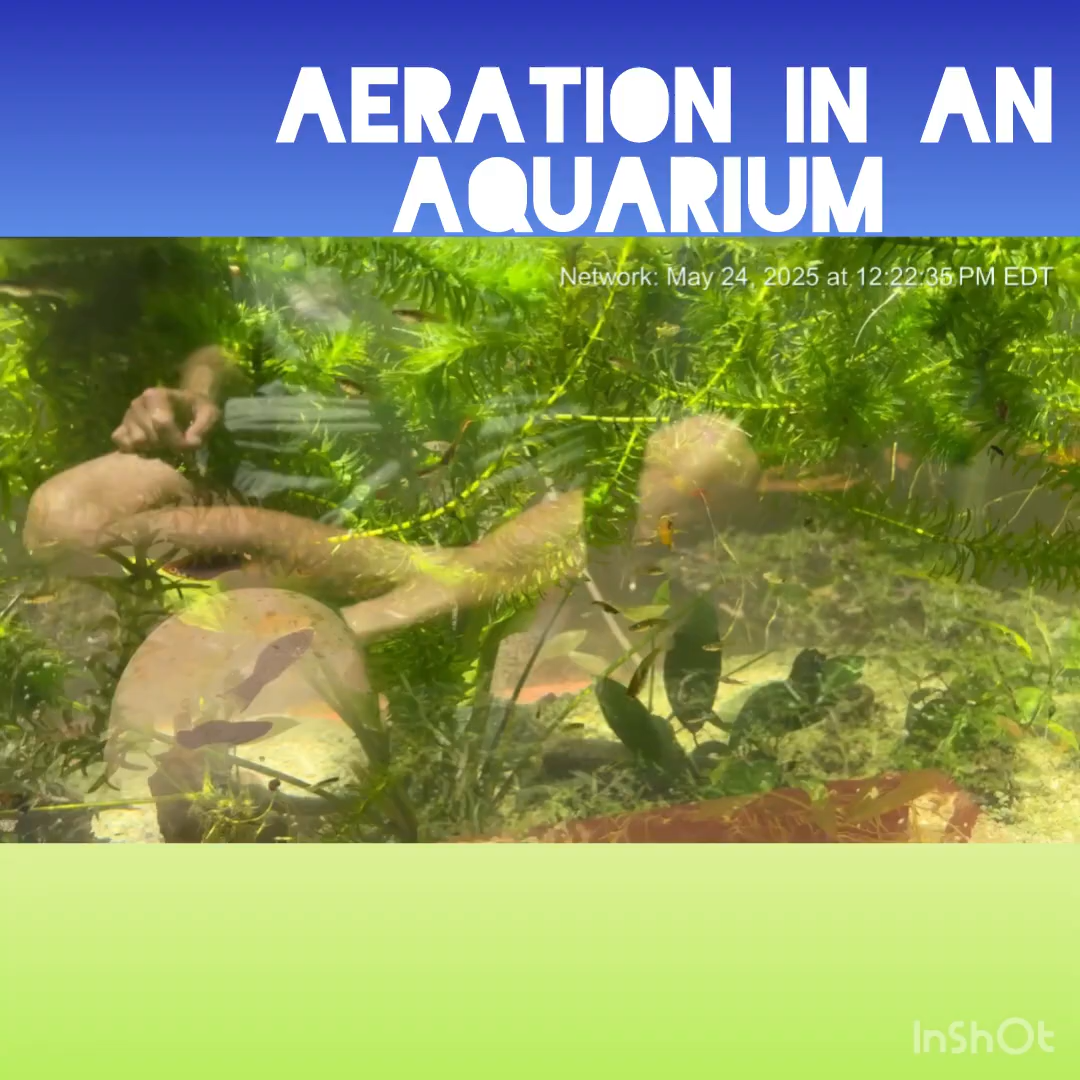 AERATION IN AN
AQUARIUM
Network: May 24, 2025 at 12:22:35 PM EDT
InShOt